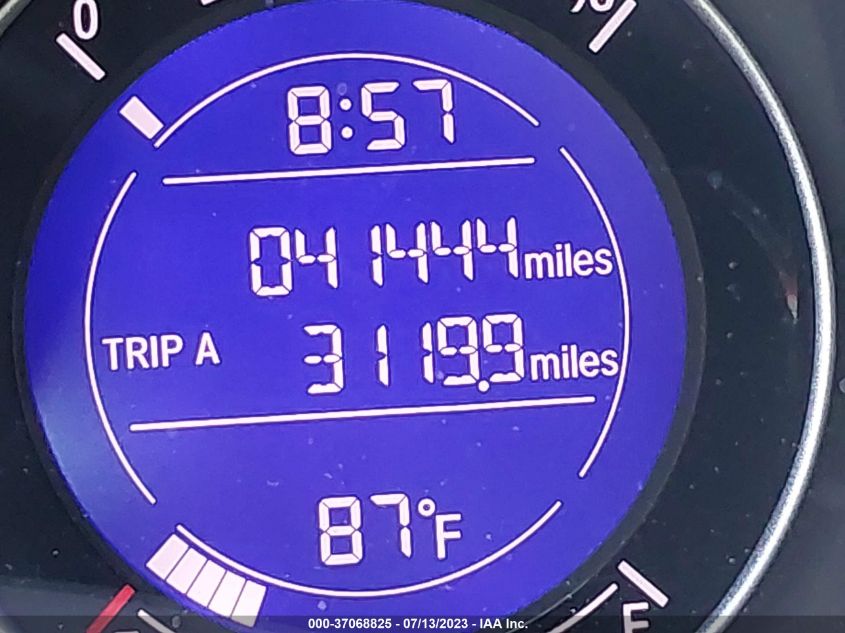 0
8:57
041444 miles
TRIP A 3119.9 miles
87°F
E
000-37068825 - 07/13/2023 - IAA Inc.